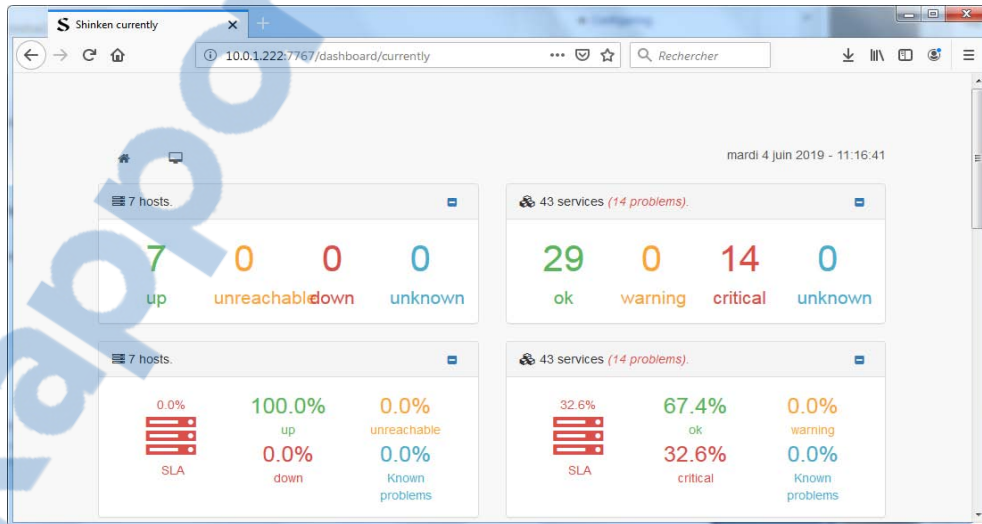 Shinken currently
10.0.1.222:7767/dashboard/currently
Rechercher
mardi 4 juin 2019 - 11:16:41
7 hosts.
7
0
0
0
up
unreachable
down
unknown
43 services (14 problems).
29
0
14
0
ok
warning
critical
unknown
7 hosts.
0.0%
SLA
100.0%
up
0.0%
unreachable
0.0%
down
0.0%
Known
problems
43 services (14 problems).
32.6%
SLA
67.4%
ok
0.0%
warning
32.6%
critical
0.0%
Known
problems